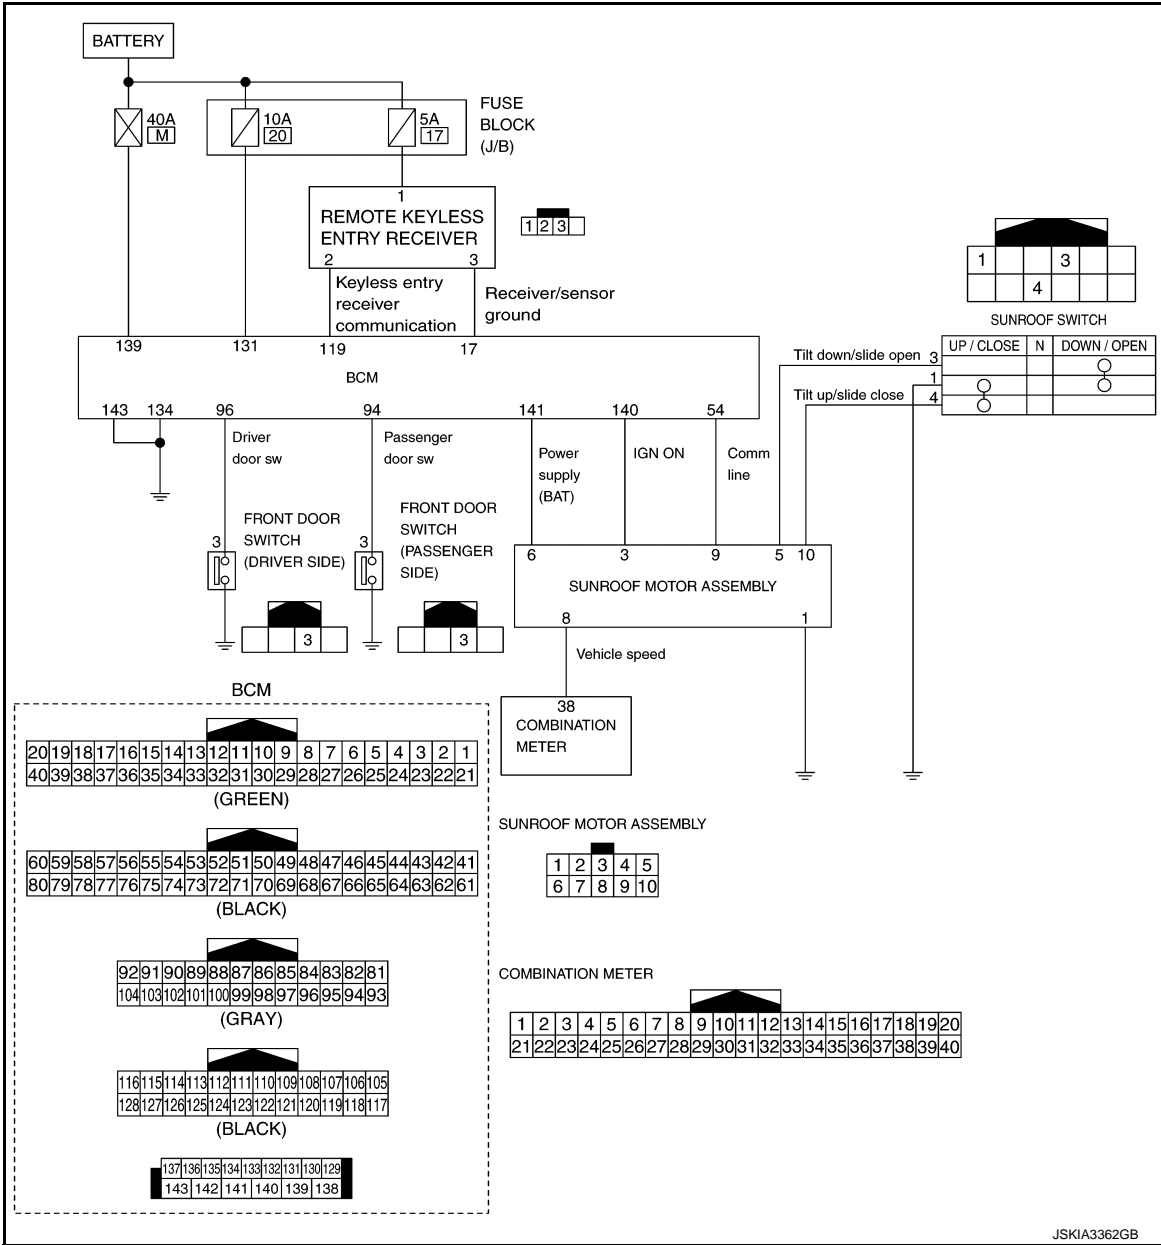 BATTERY
40A
M
10A
20
5A
17
FUSE
BLOCK
(J/B)
1
REMOTE KEYLESS
ENTRY RECEIVER
2 3
1 2 3
Keyless entry
receiver
communication
Receiver/sensor
ground
1 3
4
SUNROOF SWITCH
UP / CLOSE N DOWN / OPEN
Tilt down/slide open 3
1
Tilt up/slide close 4
139 131 119 17
BCM
143 134 96 94 141 140 54
Driver
door sw
Passenger
door sw
Power
supply
(BAT)
IGN ON
Comm
line
FRONT DOOR
SWITCH
(DRIVER SIDE)
3
3
FRONT DOOR
SWITCH
(PASSENGER
SIDE)
3
3
6 3 9 5 10
SUNROOF MOTOR ASSEMBLY
8 1
Vehicle speed
38
COMBINATION
METER
BCM
20 19 18 17 16 15 14 13 12 11 10 9 8 7 6 5 4 3 2 1
40 39 38 37 36 35 34 33 32 31 30 29 28 27 26 25 24 23 22 21
(GREEN)
60 59 58 57 56 55 54 53 52 51 50 49 48 47 46 45 44 43 42 41
80 79 78 77 76 75 74 73 72 71 70 69 68 67 66 65 64 63 62 61
(BLACK)
92 91 90 89 88 87 86 85 84 83 82 81
104 103 102 101 100 99 98 97 96 95 94 93
(GRAY)
116 115 114 113 112 111 110 109 108 107 106 105
128 127 126 125 124 123 122 121 120 119 118 117
(BLACK)
137 136 135 134 133 132 131 130 129
143 142 141 140 139 138
SUNROOF MOTOR ASSEMBLY
1 2 3 4 5
6 7 8 9 10
COMBINATION METER
1 2 3 4 5 6 7 8 9 10 11 12 13 14 15 16 17 18 19 20
21 22 23 24 25 26 27 28 29 30 31 32 33 34 35 36 37 38 39 40
JSKIA3362GB